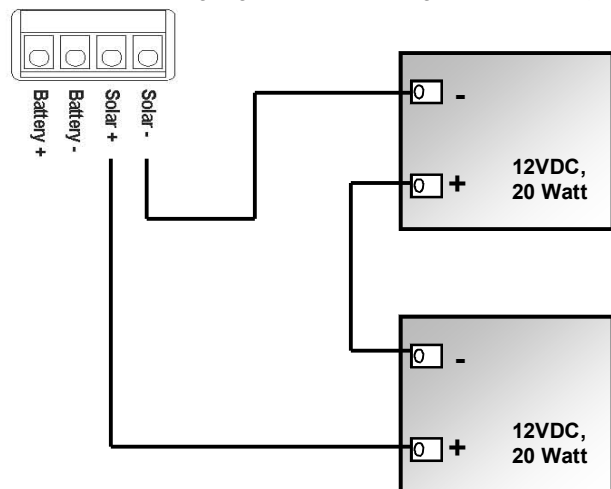 Battery +
Battery -
Solar +
Solar -
-
+
12VDC,
20 Watt
-
+
12VDC,
20 Watt